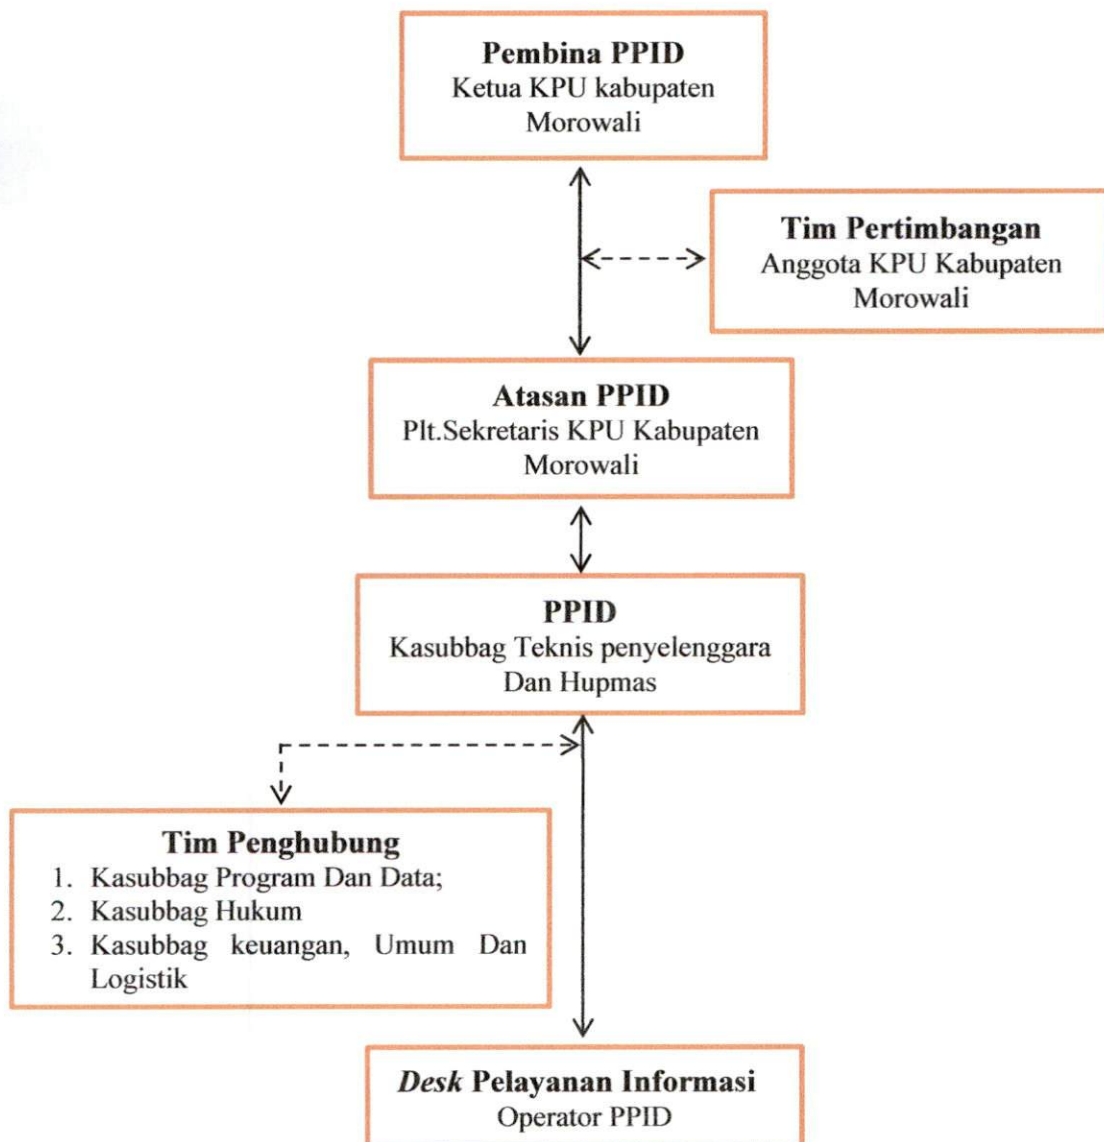 Pembina PPID
Ketua KPU kabupaten
Morowali
Tim Pertimbangan
Anggota KPU Kabupaten
Morowali
Atasan PPID
Plt.Sekretaris KPU Kabupaten
Morowali
PPID
Kasubbag Teknis penyelenggara
Dan Hupmas
Tim Penghubung
1. Kasubbag Program Dan Data;
2. Kasubbag Hukum
3. Kasubbag keuangan, Umum Dan
Logistik
Desk Pelayanan Informasi
Operator PPID